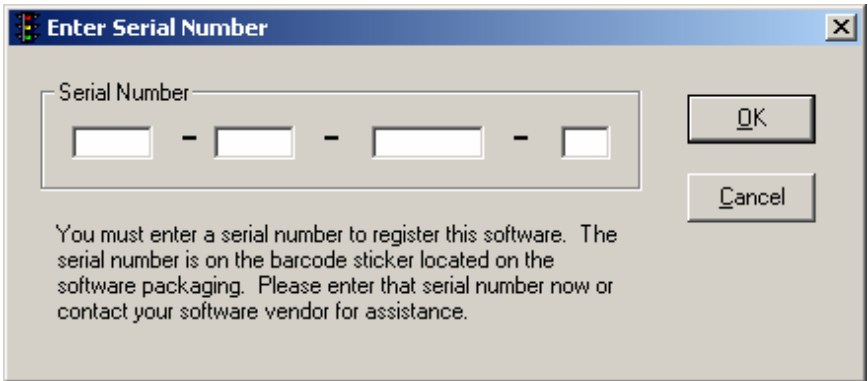 Enter Serial Number
Serial Number
- - -
OK
Cancel
You must enter a serial number to register this software. The
serial number is on the barcode sticker located on the
software packaging. Please enter that serial number now or
contact your software vendor for assistance.